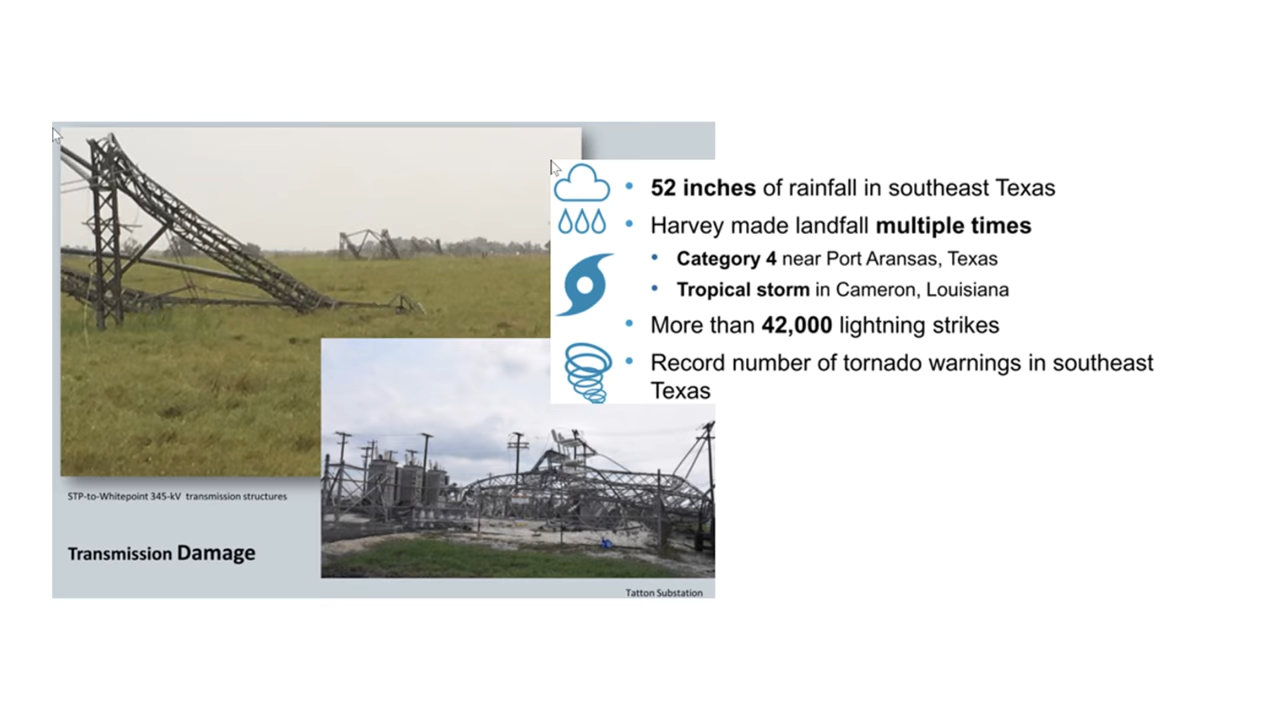 52 inches of rainfall in southeast Texas
Harvey made landfall multiple times
Category 4 near Port Aransas, Texas
Tropical storm in Cameron, Louisiana
More than 42,000 lightning strikes
Record number of tornado warnings in southeast
Texas
STP-to-Whitepoint 345-kV transmission structures
Transmission Damage
Tatton Substation